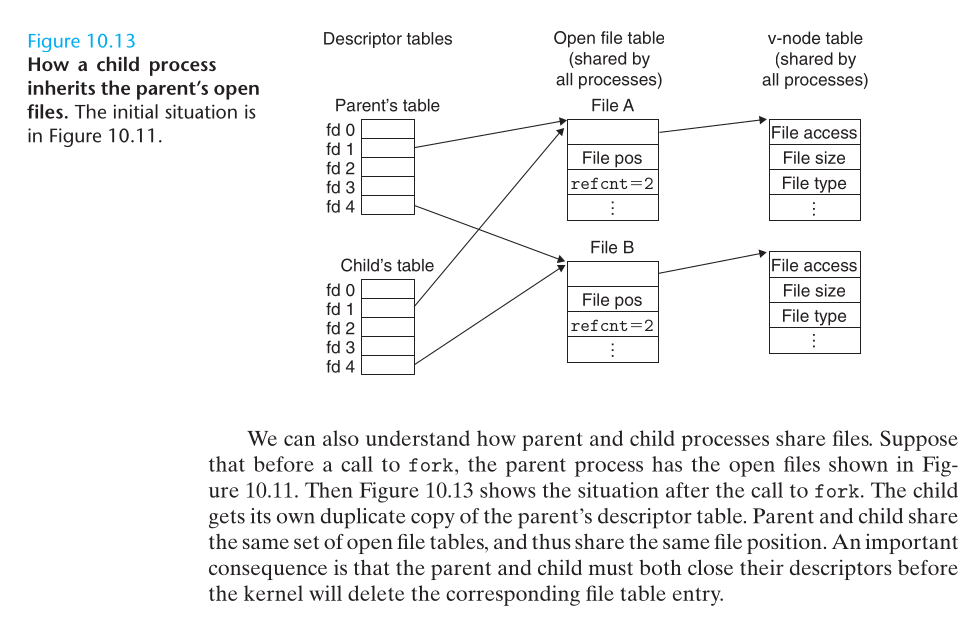 Figure 10.13
How a child process
inherits the parent's open
files. The initial situation is
in Figure 10.11.
Descriptor tables
Open file table
(shared by
all processes)
v-node table
(shared by
all processes)
Parent's table
fd 0
fd 1
fd 2
fd 3
fd 4
File A
File pos
refcnt=2
⋮
File access
File size
File type
⋮
Child's table
fd 0
fd 1
fd 2
fd 3
fd 4
File B
File pos
refcnt=2
⋮
File access
File size
File type
⋮
We can also understand how parent and child processes share files. Suppose
that before a call to fork, the parent process has the open files shown in Fig-
ure 10.11. Then Figure 10.13 shows the situation after the call to fork. The child
gets its own duplicate copy of the parent's descriptor table. Parent and child share
the same set of open file tables, and thus share the same file position. An important
consequence is that the parent and child must both close their descriptors before
the kernel will delete the corresponding file table entry.